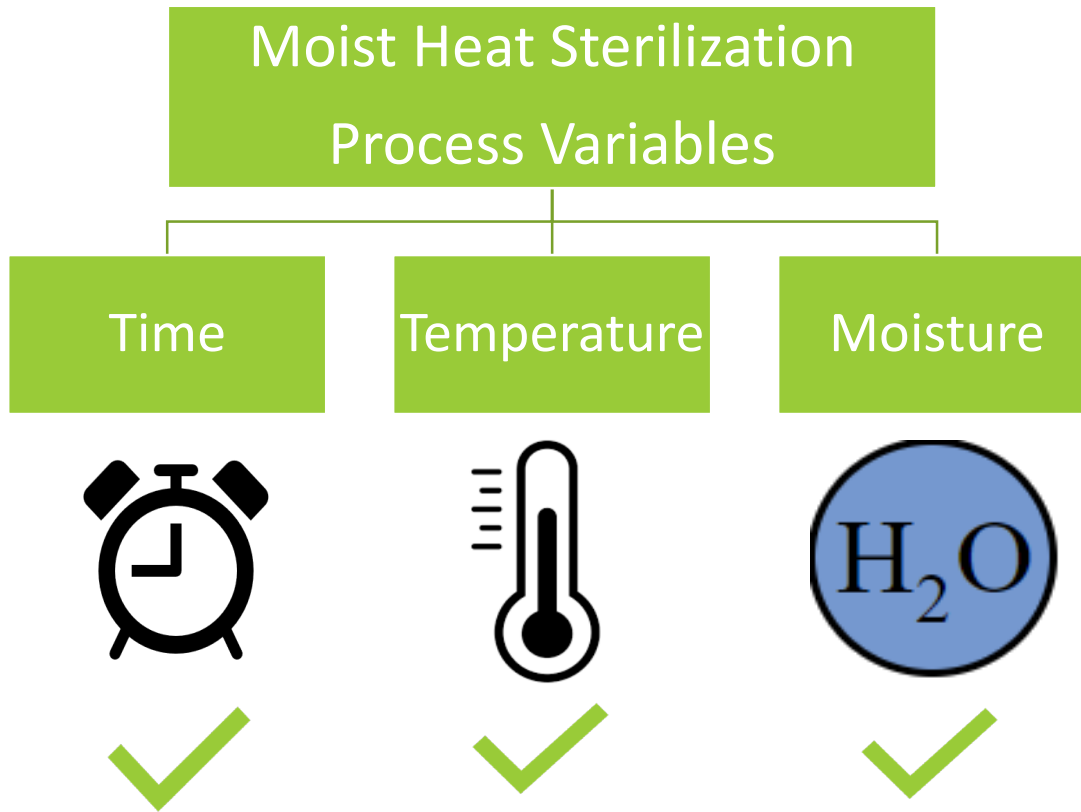 Moist Heat Sterilization
Process Variables
Time
Temperature
Moisture
H₂O